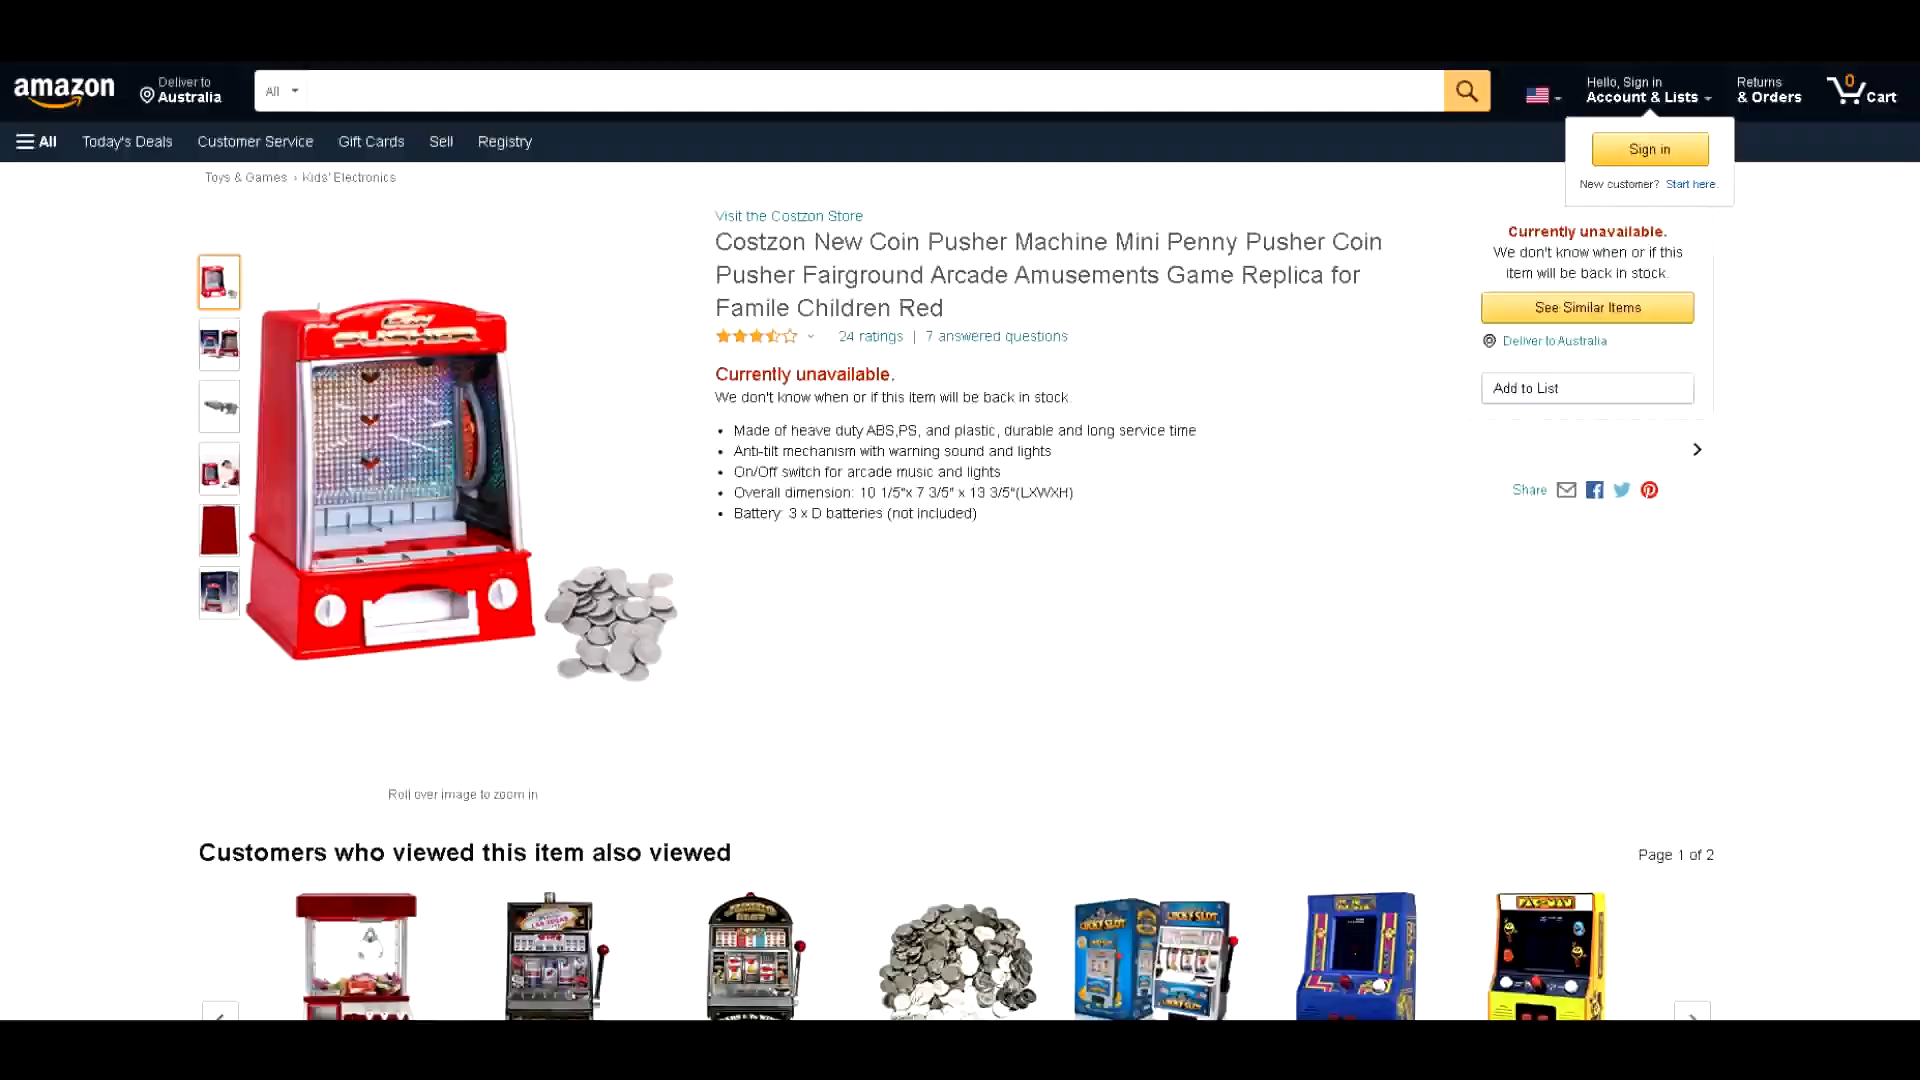 amazon
Deliver to
Australia
All
Hello, Sign in
Account & Lists
Returns
& Orders
0
Cart
All
Today's Deals
Customer Service
Gift Cards
Sell
Registry
Sign in
New customer? Start here.
Toys & Games › Kids' Electronics
Visit the Costzon Store
Costzon New Coin Pusher Machine Mini Penny Pusher Coin
Pusher Fairground Arcade Amusements Game Replica for
Famile Children Red
24 ratings | 7 answered questions
Currently unavailable.
We don't know when or if this item will be back in stock.
• Made of heave duty ABS,PS, and plastic, durable and long service time
• Anti-tilt mechanism with warning sound and lights
• On/Off switch for arcade music and lights
• Overall dimension: 10 1/5"x 7 3/5" x 13 3/5"(LXWXH)
• Battery: 3 x D batteries (not included)
Currently unavailable.
We don't know when or if this
item will be back in stock.
See Similar Items
Deliver to Australia
Add to List
Share
Coin
PUSHER
Roll over image to zoom in
Customers who viewed this item also viewed
Page 1 of 2
LUCKY SLOT
LUCKY SLOT
PAC-MAN